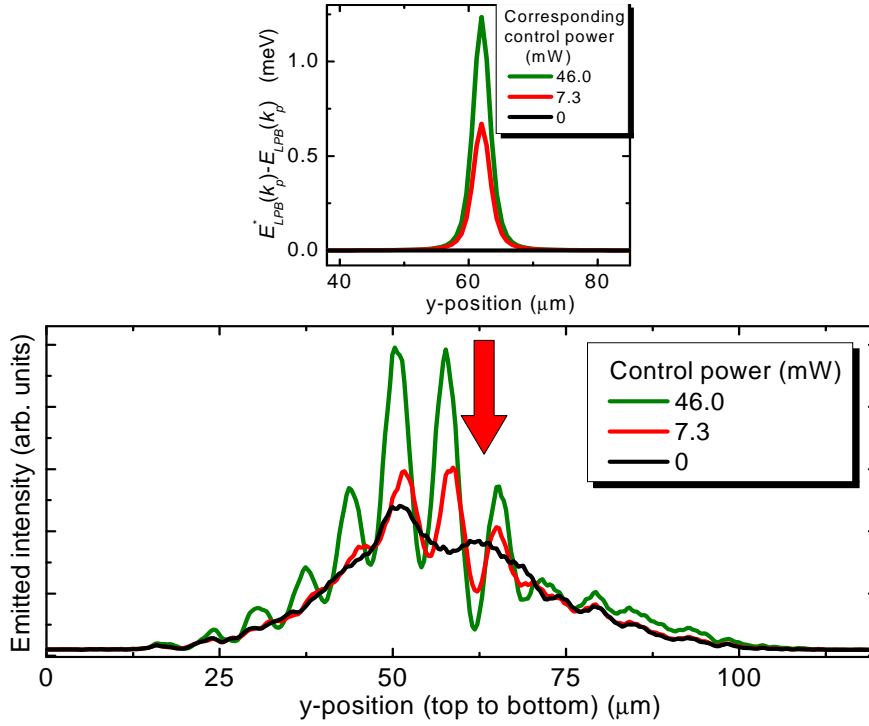 Corresponding
control power
(mW)
46.0
7.3
0
E*LPB(kp)-ELPB(kp) (meV)
1.0
0.5
0.0
40 60 80
y-position (μm)
Control power (mW)
46.0
7.3
0
Emitted intensity (arb. units)
0 25 50 75 100
y-position (top to bottom) (μm)